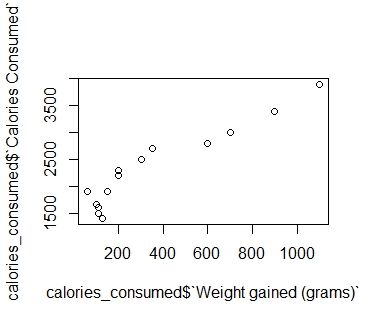 calories_consumed$`Calories Consumed`
3500
2500
1500
200 400 600 800 1000
calories_consumed$`Weight gained (grams)`